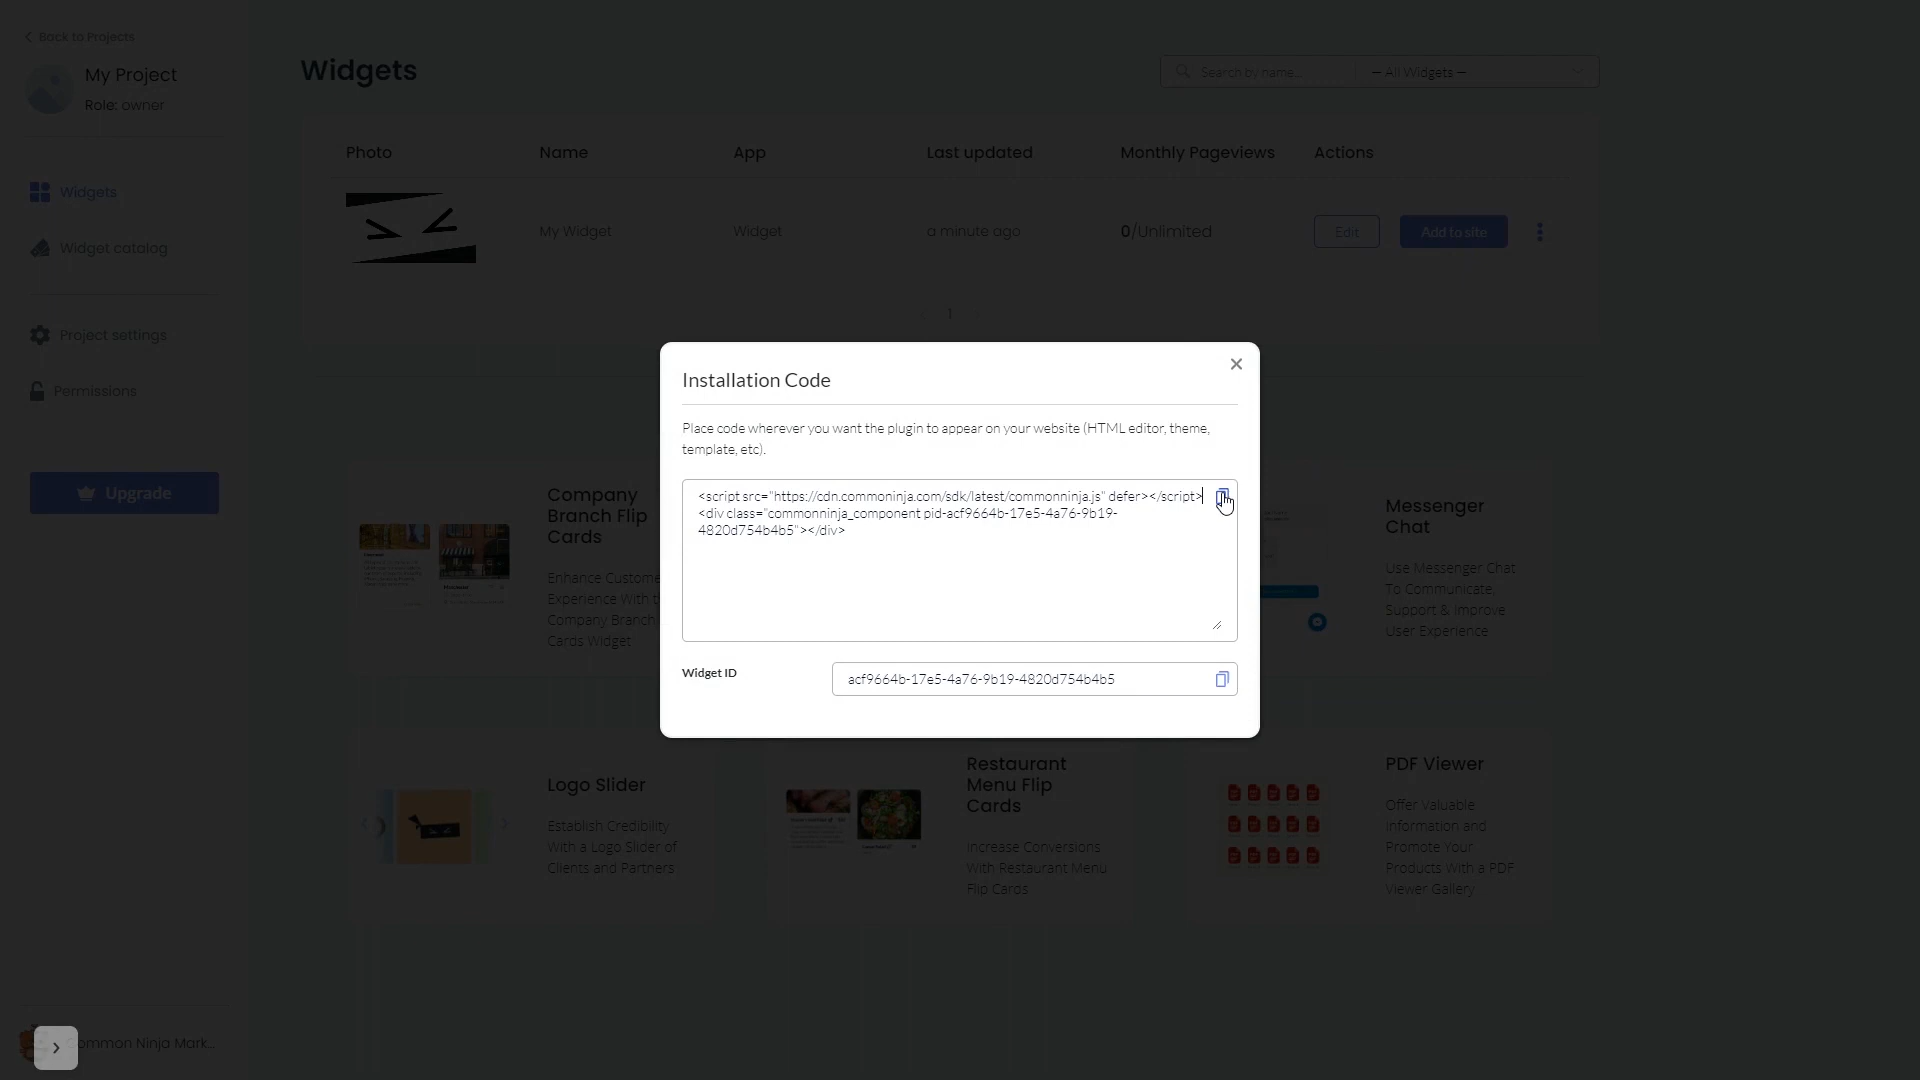 Back to Projects
My Project
Role: owner
Widgets
Widget catalog
Project settings
Permissions
Upgrade
Common Ninja Mark...
Widgets
Search by name...
— All Widgets —
Photo
Name
App
Last updated
Monthly Pageviews
Actions
My Widget
Widget
a minute ago
0/Unlimited
Edit
Add to site
1
Installation Code
Place code wherever you want the plugin to appear on your website (HTML editor, theme,
template, etc).
<script src="https://cdn.commoninja.com/sdk/latest/commonninja.js" defer></script>
<div class="commonninja_component pid-acf9664b-17e5-4a76-9b19-
4820d754b4b5"></div>
Widget ID
acf9664b-17e5-4a76-9b19-4820d754b4b5
Company
Branch Flip
Cards
Enhance Custome
Experience With
Company Branch
Cards Widget
Messenger
Chat
Use Messenger Chat
To Communicate,
Support & Improve
User Experience
Logo Slider
Establish Credibility
With a Logo Slider of
Clients and Partners
Restaurant
Menu Flip
Cards
Increase Conversions
With Restaurant Menu
Flip Cards
PDF Viewer
Offer Valuable
Information and
Promote Your
Products With a PDF
Viewer Gallery